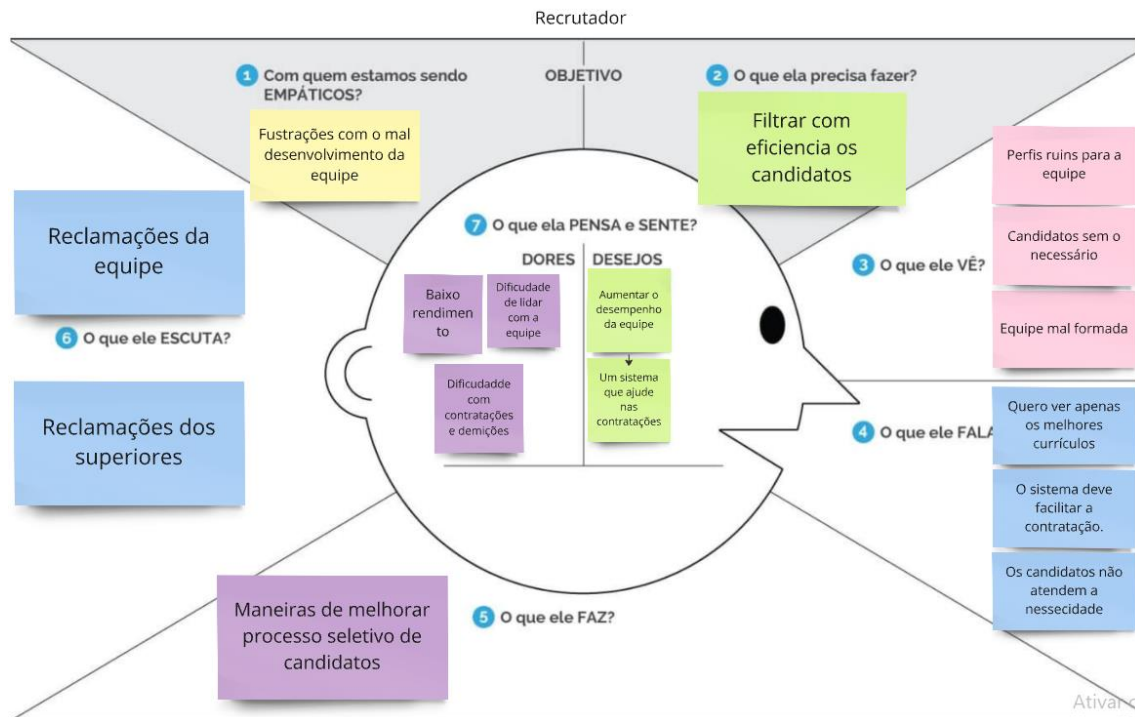 Recrutador
1 Com quem estamos sendo
EMPÁTICOS?
OBJETIVO
2 O que ela precisa fazer?
Fustrações com o mal
desenvolvimento da
equipe
Filtrar com
eficiencia os
candidatos
Perfis ruins para a
equipe
Candidatos sem o
necessário
Equipe mal formada
3 O que ele VÊ?
Reclamações da
equipe
6 O que ele ESCUTA?
Reclamações dos
superiores
7 O que ela PENSA e SENTE?
DORES
DESEJOS
Baixo
rendimen
to
Dificudade
de lidar
com a
equipe
Dificudadde
com
contratações
e demições
Aumentar o
desempenho
da equipe
Um sistema
que ajude
nas
contratações
4 O que ele FALA
Quero ver apenas
os melhores
currículos
O sistema deve
facilitar a
contratação.
Os candidatos não
atendem a
nessecidade
Maneiras de melhorar
processo seletivo de
candidatos
5 O que ele FAZ?
Ativar